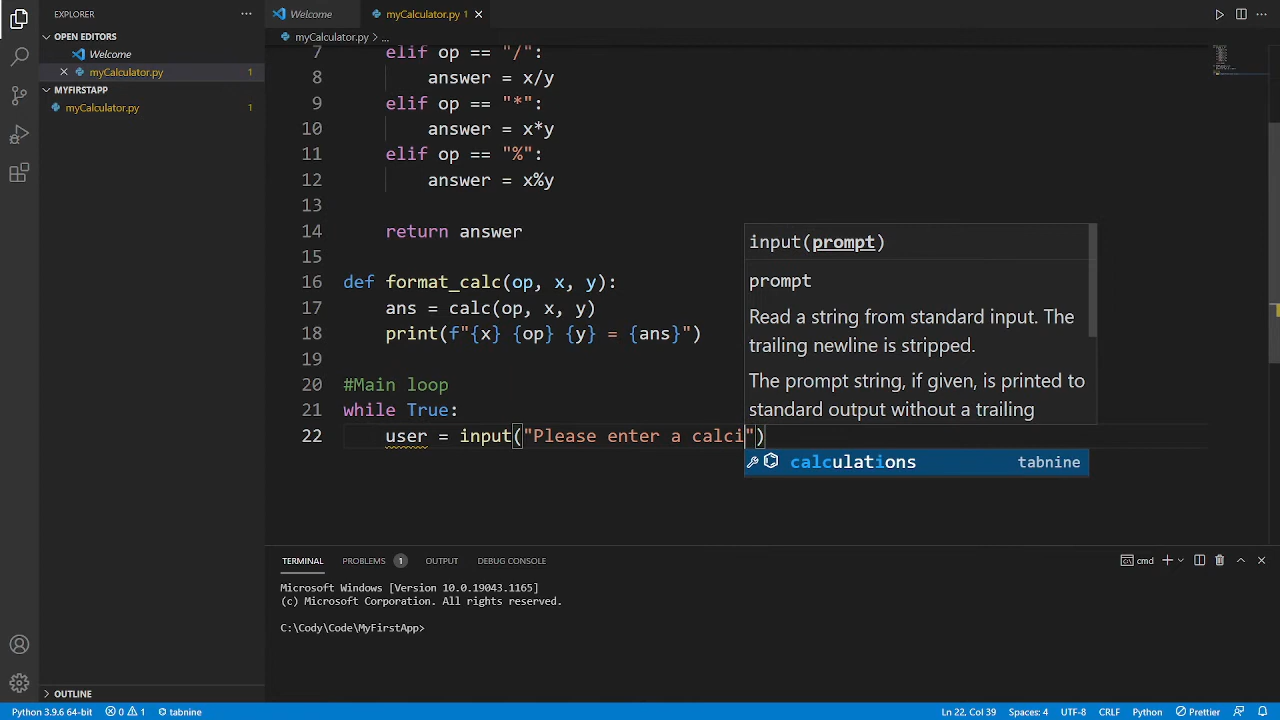 EXPLORER
Welcome
myCalculator.py 1
OPEN EDITORS
myCalculator.py > ...
Welcome
myCalculator.py 1
MYFIRSTAPP
myCalculator.py 1
7 elif op == "/":
8 answer = x/y
9 elif op == "*":
10 answer = x*y
11 elif op == "%":
12 answer = x%y
13
14 return answer
15
16 def format_calc(op, x, y):
17 ans = calc(op, x, y)
18 print(f"{x} {op} {y} = {ans}")
19
20 #Main loop
21 while True:
22 user = input("Please enter a calci")
input(prompt)
prompt
Read a string from standard input. The
trailing newline is stripped.
The prompt string, if given, is printed to
standard output without a trailing
calculations tabnine
TERMINAL PROBLEMS 1 OUTPUT DEBUG CONSOLE
cmd
Microsoft Windows [Version 10.0.19043.1165]
(c) Microsoft Corporation. All rights reserved.
C:\Cody\Code\MyFirstApp>
OUTLINE
Python 3.9.6 64-bit 0 1 tabnine Ln 22, Col 39 Spaces: 4 UTF-8 CRLF Python Prettier